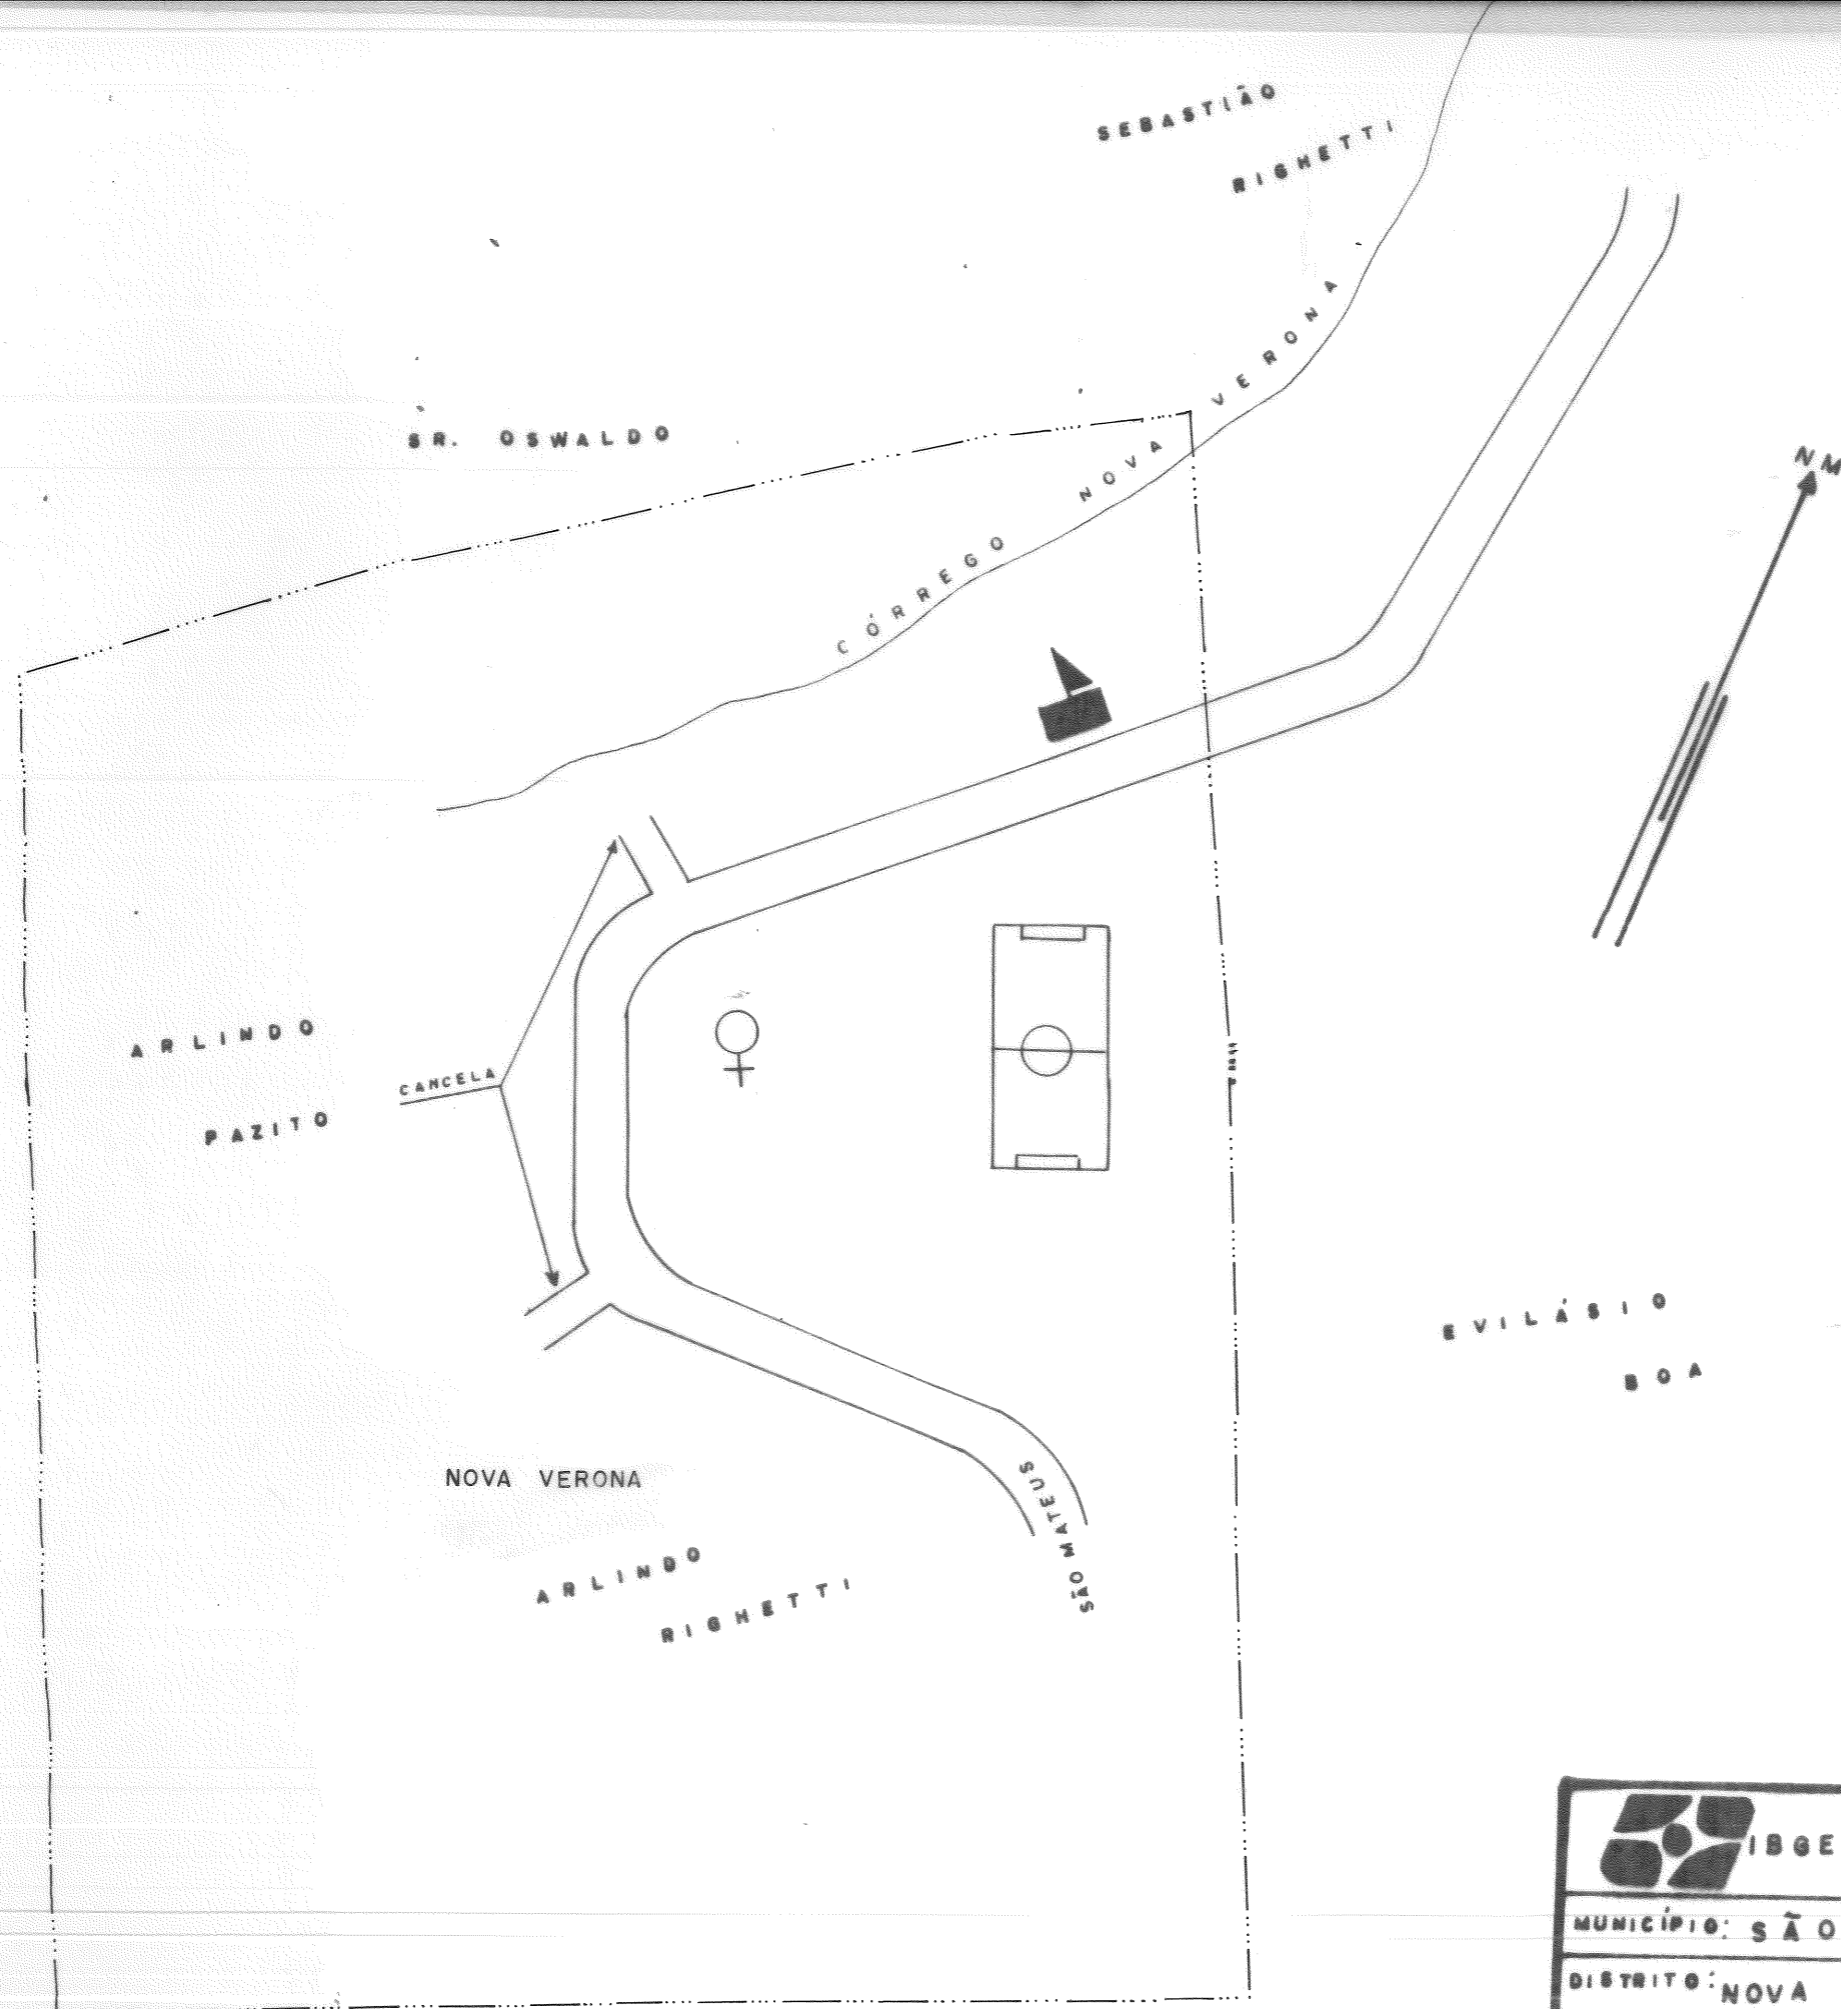 SEBASTIÃO
RIGHETTI
CÓRREGO NOVA VERONA
SR. OSWALDO
NM
ARLINDO
PAZITO
CANCELA
EVILÁSIO
BOA
SÃO MATEUS
NOVA VERONA
ARLINDO
RIGHETTI
IBGE
MUNICÍPIO: SÃO
DISTRITO: NOVA